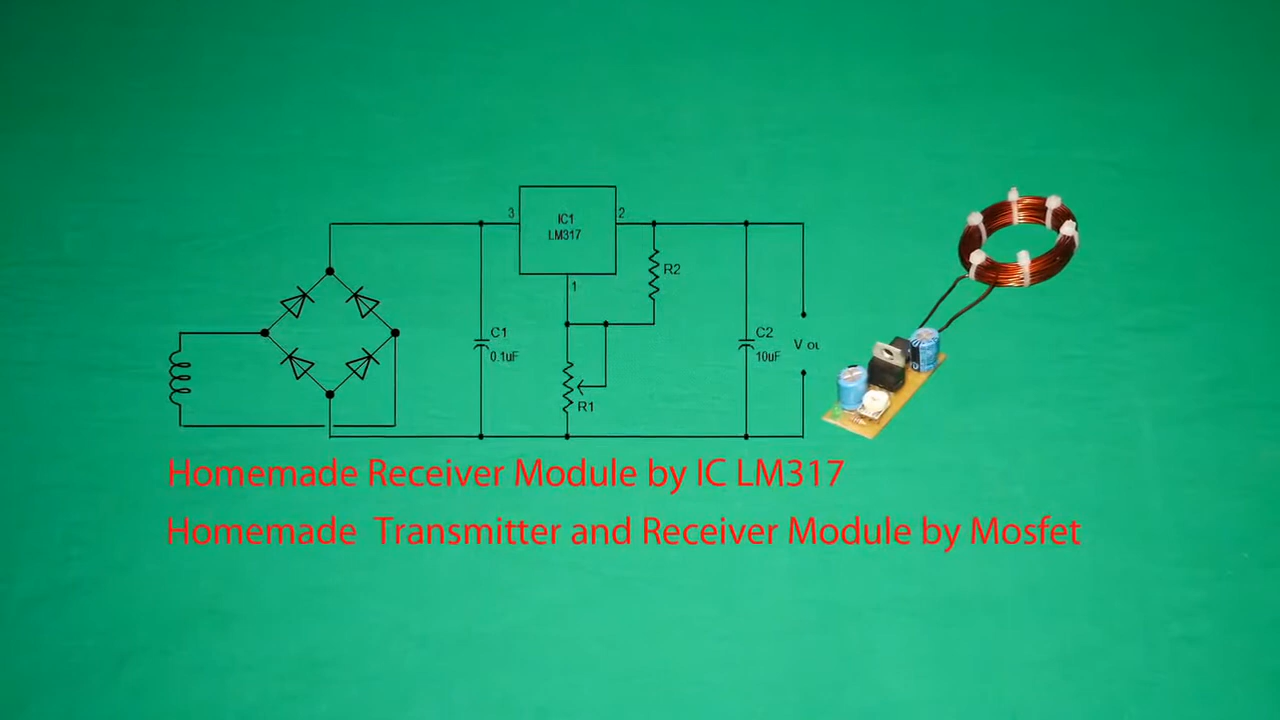 3
IC1
LM317
2
1
R2
C1
0.1uF
R1
C2
10uF
V ou
Homemade Receiver Module by IC LM317
Homemade Transmitter and Receiver Module by Mosfet